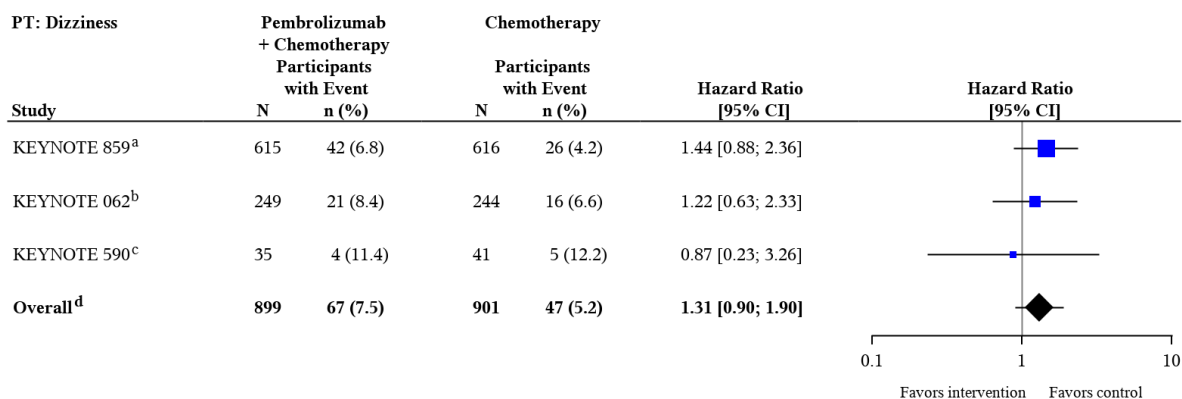 PT: Dizziness Pembrolizumab Chemotherapy
+ Chemotherapy
Participants Participants
with Event with Event Hazard Ratio Hazard Ratio
Study N n (%) N n (%) [95% CI] [95% CI]
KEYNOTE 859a 615 42 (6.8) 616 26 (4.2) 1.44 [0.88; 2.36]
KEYNOTE 062b 249 21 (8.4) 244 16 (6.6) 1.22 [0.63; 2.33]
KEYNOTE 590c 35 4 (11.4) 41 5 (12.2) 0.87 [0.23; 3.26]
Overalld 899 67 (7.5) 901 47 (5.2) 1.31 [0.90; 1.90]
0.1 1 10
Favors intervention Favors control